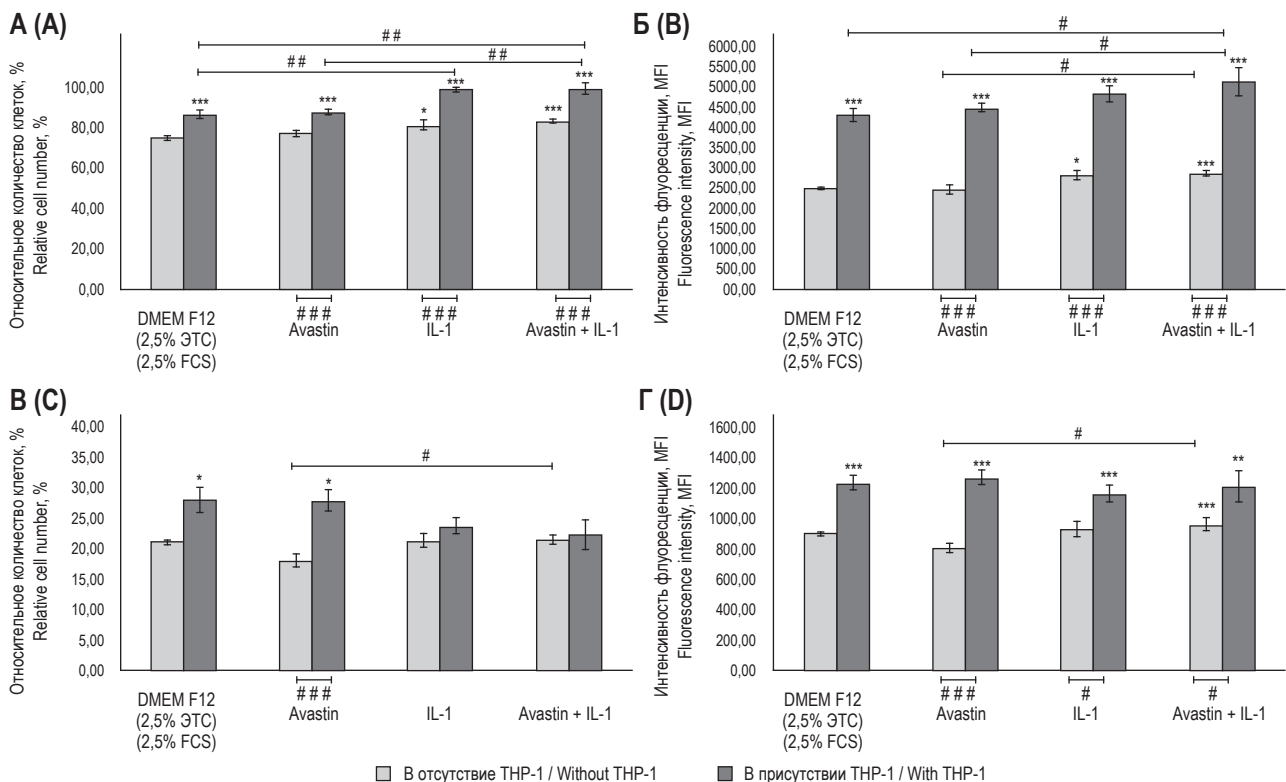 А (A)
Относительное количество клеток, %
Relative cell number, %
100,00
80,00
60,00
40,00
20,00
0,00
# #
# #
# #
***
***
*
***
***
***
# # #
# # #
# # #
DMEM F12
(2,5% ЭТС)
(2,5% FCS)
Avastin
IL-1
Avastin + IL-1
Б (B)
Интенсивность флуоресценции, MFI
Fluorescence intensity, MFI
6000,00
5500,00
5000,00
4500,00
4000,00
3500,00
3000,00
2500,00
2000,00
1500,00
1000,00
500,00
00,00
#
#
#
***
***
*
***
***
***
# # #
# # #
# # #
DMEM F12
(2,5% ЭТС)
(2,5% FCS)
Avastin
IL-1
Avastin + IL-1
В (C)
Относительное количество клеток, %
Relative cell number, %
40,00
35,00
30,00
25,00
20,00
15,00
10,00
5,00
0,00
#
*
*
# # #
DMEM F12
(2,5% ЭТС)
(2,5% FCS)
Avastin
IL-1
Avastin + IL-1
Г (D)
Интенсивность флуоресценции, MFI
Fluorescence intensity, MFI
1600,00
1400,00
1200,00
1000,00
800,00
600,00
400,00
200,00
00,00
#
***
***
***
***
**
# # #
#
#
DMEM F12
(2,5% ЭТС)
(2,5% FCS)
Avastin
IL-1
Avastin + IL-1
В отсутствие THP-1 / Without THP-1
В присутствии THP-1 / With THP-1